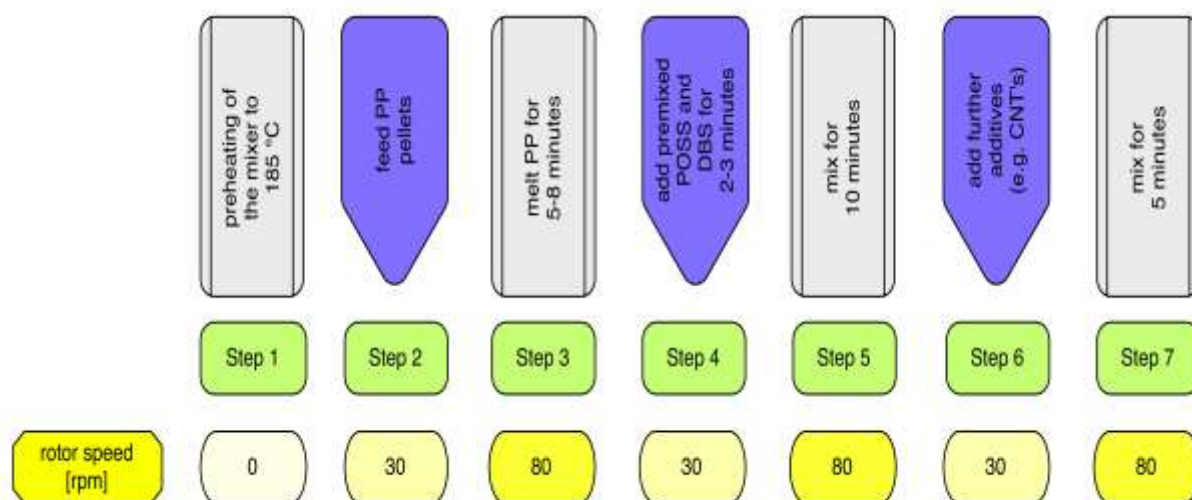 preheating of
the mixer to
185 °C
feed PP
pellets
melt PP for
5-8 minutes
add premixed
POSS and
DBS for
2-3 minutes
mix for
10 minutes
add further
additives
(e.g. CNT's)
mix for
5 minutes
Step 1
Step 2
Step 3
Step 4
Step 5
Step 6
Step 7
rotor speed
[rpm]
0
30
80
30
80
30
80